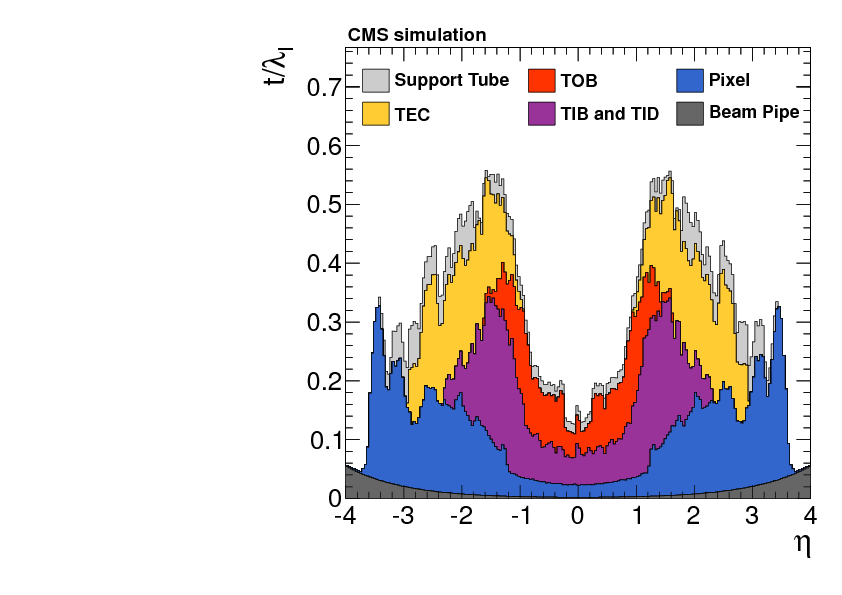 CMS simulation
t/λI
Support Tube
TOB
Pixel
TEC
TIB and TID
Beam Pipe
0.7
0.6
0.5
0.4
0.3
0.2
0.1
0
-4 -3 -2 -1 0 1 2 3 4
η